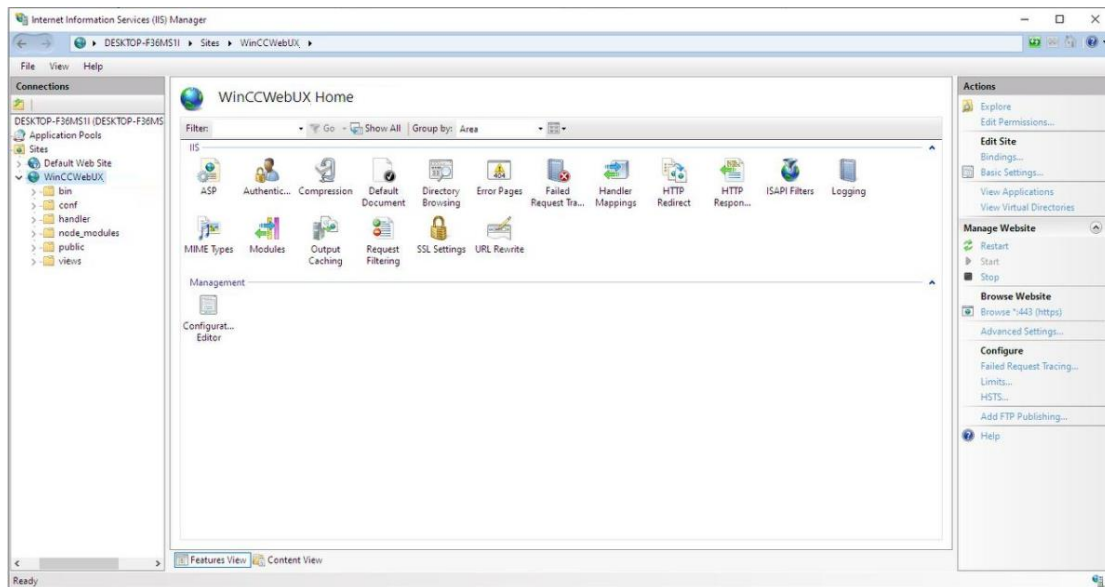 Internet Information Services (IIS) Manager
DESKTOP-F36MS1I ▸ Sites ▸ WinCCWebUX ▸
File View Help
Connections
DESKTOP-F36MS1I (DESKTOP-F36MS
Application Pools
Sites
Default Web Site
WinCCWebUX
bin
conf
handler
node_modules
public
views
WinCCWebUX Home
Filter: Go Show All Group by: Area
IIS
ASP Authentic... Compression Default Document Directory Browsing Error Pages Failed Request Tra... Handler Mappings HTTP Redirect HTTP Respon... ISAPI Filters Logging
MIME Types Modules Output Caching Request Filtering SSL Settings URL Rewrite
Management
Configurat... Editor
Features View Content View
Ready
Actions
Explore
Edit Permissions...
Edit Site
Bindings...
Basic Settings...
View Applications
View Virtual Directories
Manage Website
Restart
Start
Stop
Browse Website
Browse *:443 (https)
Advanced Settings...
Configure
Failed Request Tracing...
Limits...
HSTS...
Add FTP Publishing...
Help